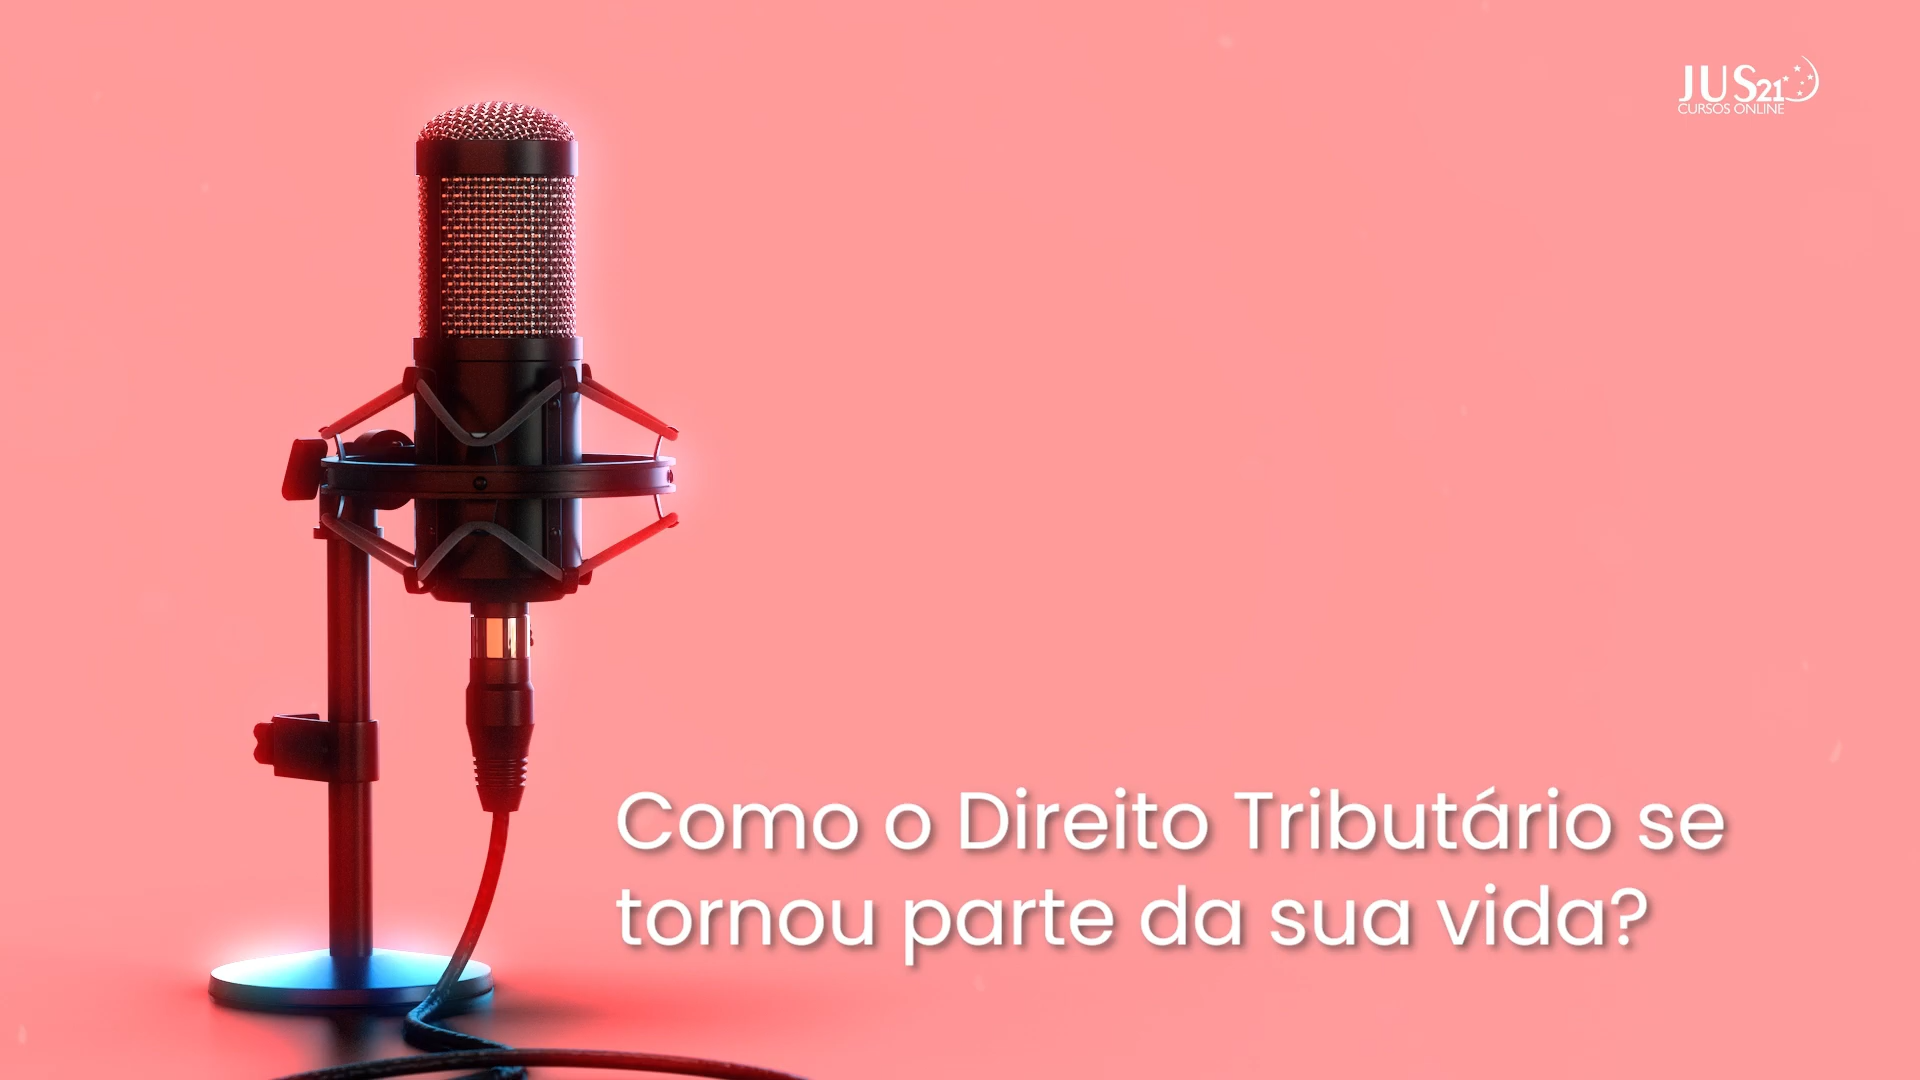 JUS21
CURSOS ONLINE
Como o Direito Tributário se
tornou parte da sua vida?